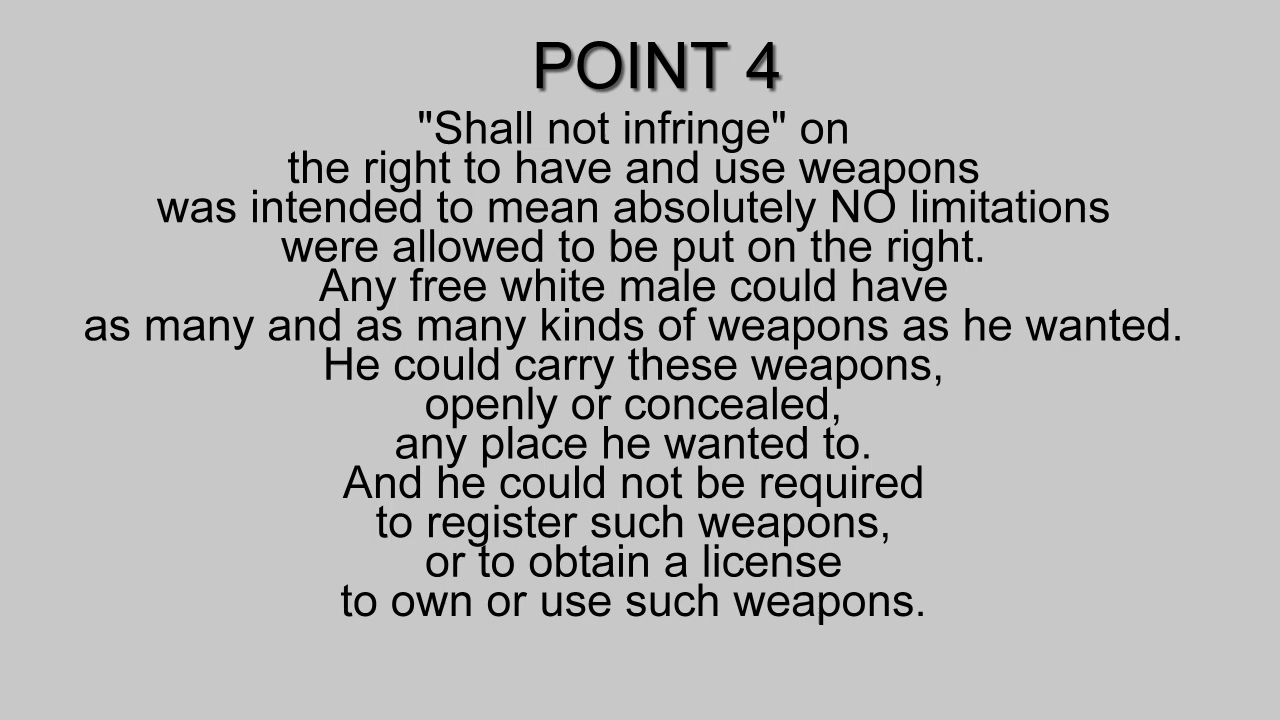 POINT 4
"Shall not infringe" on
the right to have and use weapons
was intended to mean absolutely NO limitations
were allowed to be put on the right.
Any free white male could have
as many and as many kinds of weapons as he wanted.
He could carry these weapons,
openly or concealed,
any place he wanted to.
And he could not be required
to register such weapons,
or to obtain a license
to own or use such weapons.